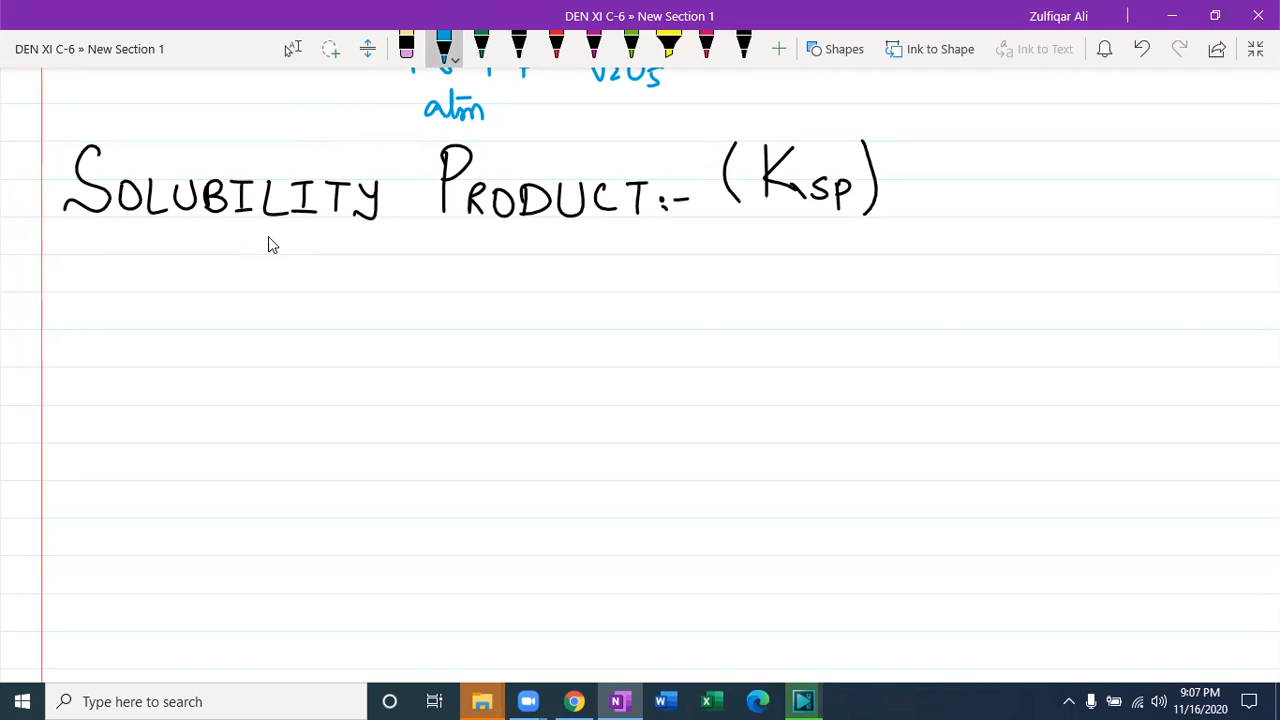 DEN XI C-6 » New Section 1
Zulfiqar Ali
DEN XI C-6 » New Section 1
Shapes
Ink to Shape
Ink to Text
V2O5
atm
SOLUBILITY PRODUCT:- (KSP)
Type here to search
9:07 PM
11/16/2020